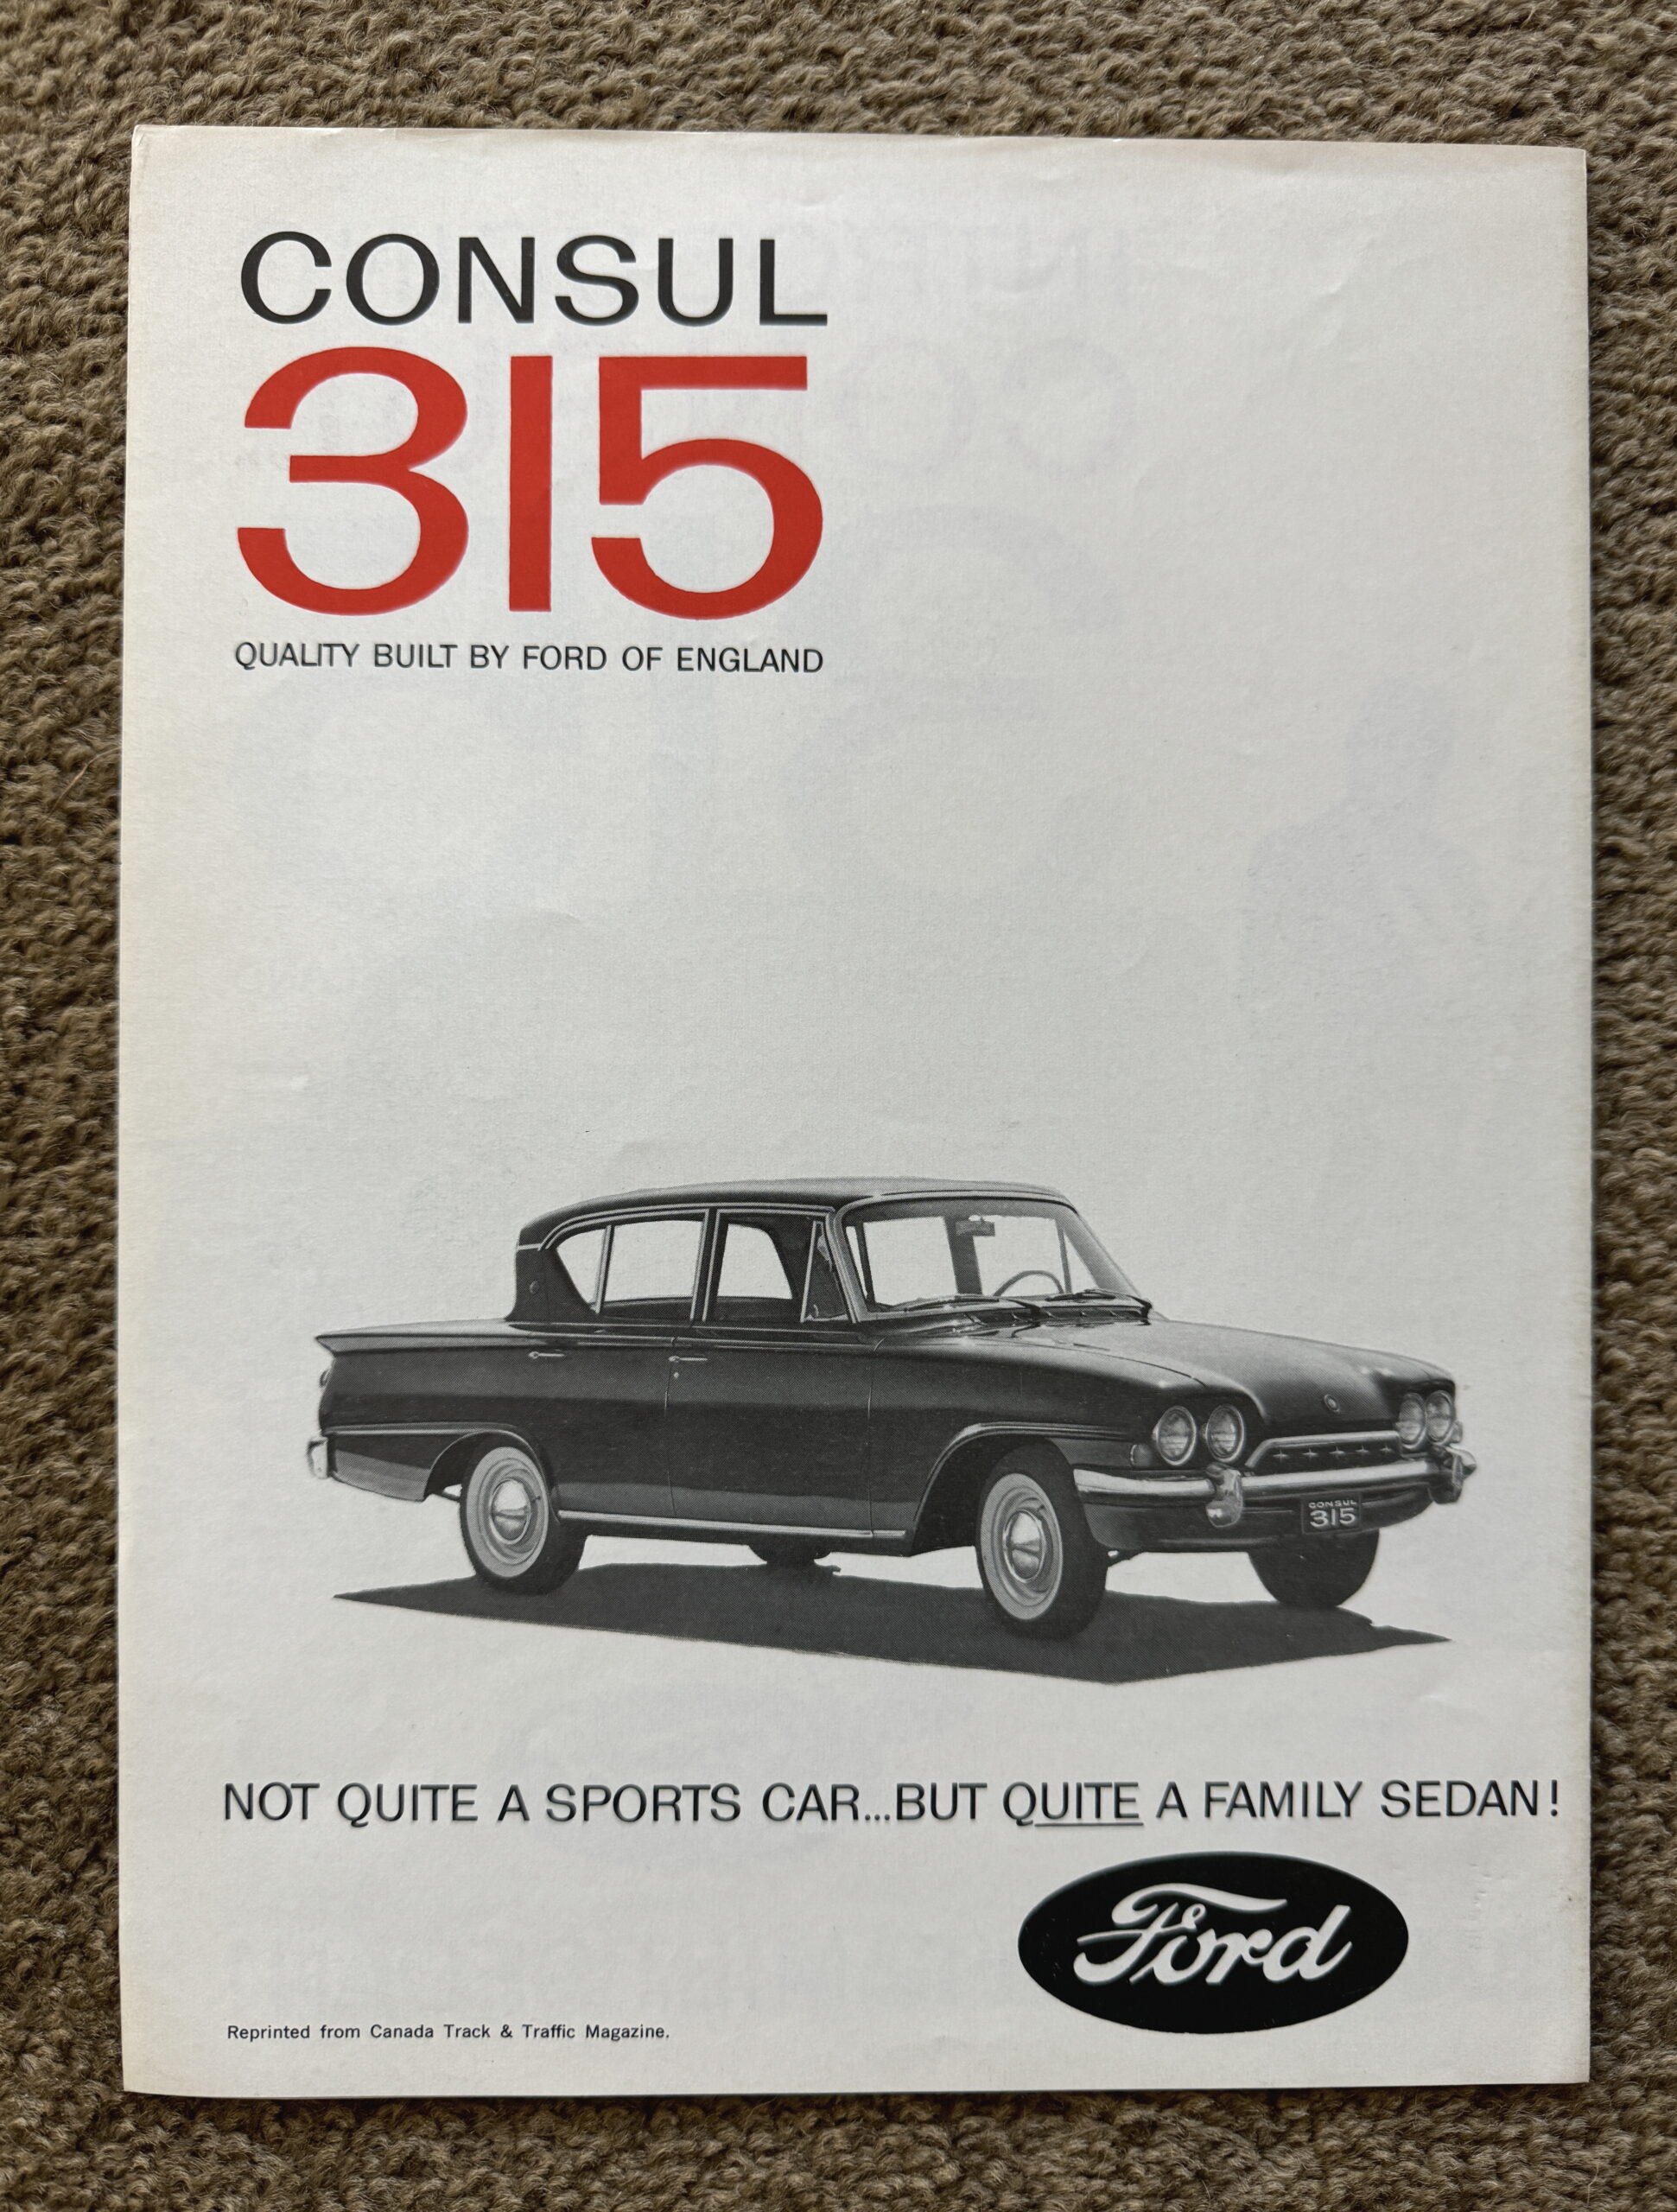 CONSUL
315
QUALITY BUILT BY FORD OF ENGLAND
CONSUL
315
NOT QUITE A SPORTS CAR...BUT QUITE A FAMILY SEDAN!
Ford
Reprinted from Canada Track & Traffic Magazine.